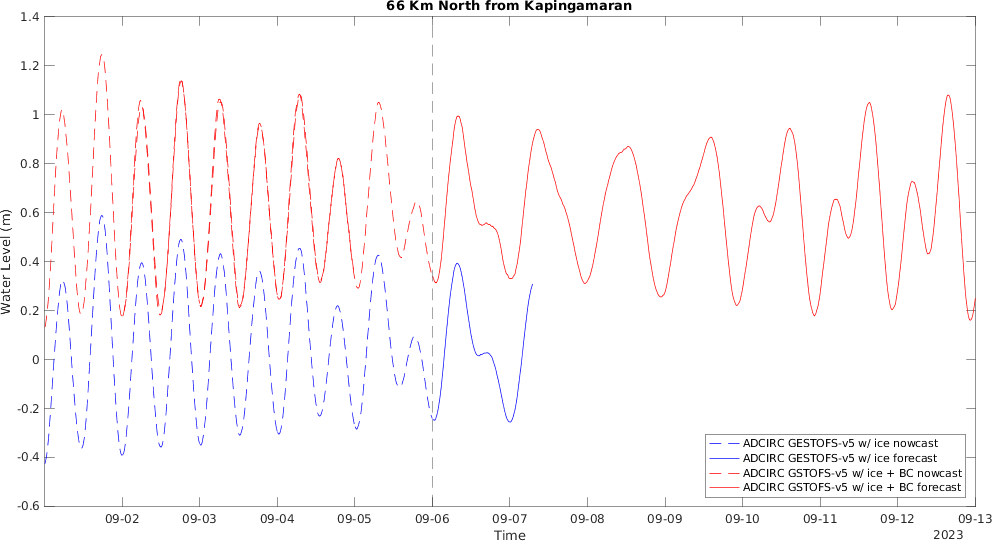 66 Km North from Kapingamaran
Water Level (m)
1.4
1.2
1
0.8
0.6
0.4
0.2
0
-0.2
-0.4
-0.6
09-02 09-03 09-04 09-05 09-06 09-07 09-08 09-09 09-10 09-11 09-12 09-13
Time
2023
ADCIRC GESTOFS-v5 w/ ice nowcast
ADCIRC GESTOFS-v5 w/ ice forecast
ADCIRC GSTOFS-v5 w/ ice + BC nowcast
ADCIRC GSTOFS-v5 w/ ice + BC forecast